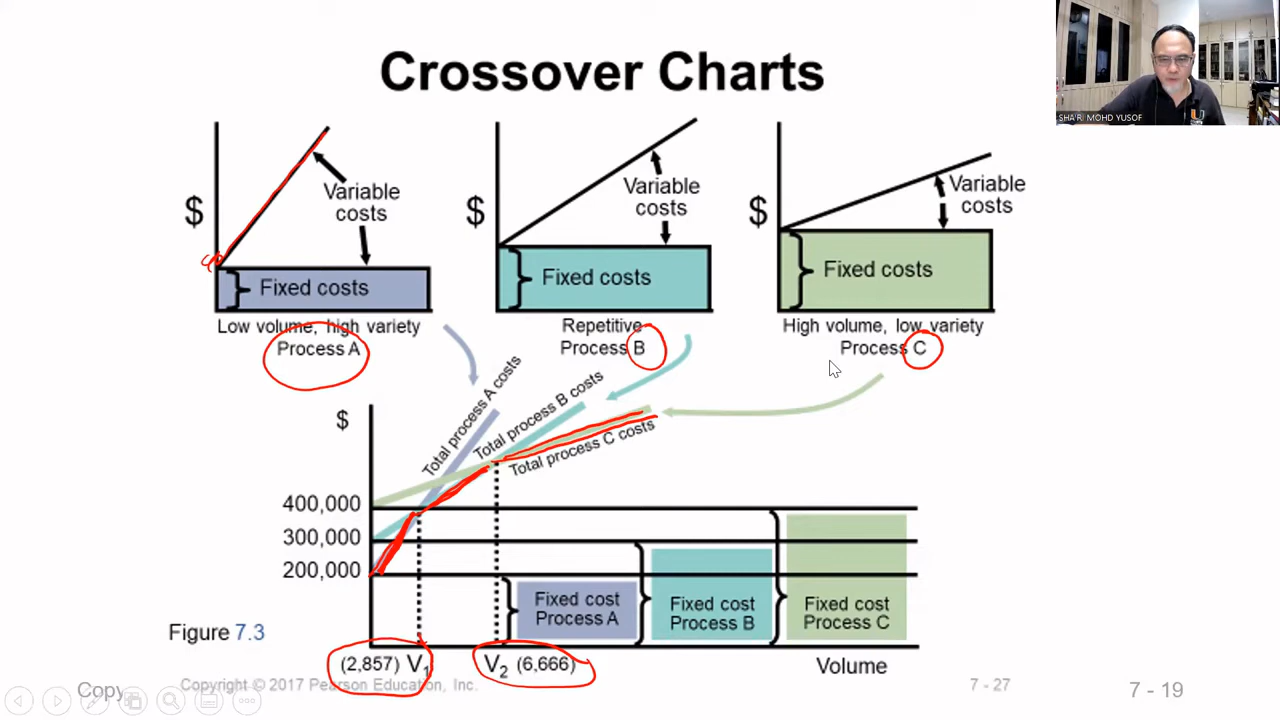 Crossover Charts
SHA'R. MOHD YUSOF
$
Variable
costs
Fixed costs
Low volume, high variety
Process A
$
Variable
costs
Fixed costs
Repetitive
Process B
$
Variable
costs
Fixed costs
High volume, low variety
Process C
$
Total process A costs
Total process B costs
Total process C costs
400,000
300,000
200,000
Fixed cost
Process A
Fixed cost
Process B
Fixed cost
Process C
Figure 7.3
(2,857) V1
V2 (6,666)
Volume
Copy
Copyright © 2017 Pearson Education, Inc.
7 - 27
7 - 19